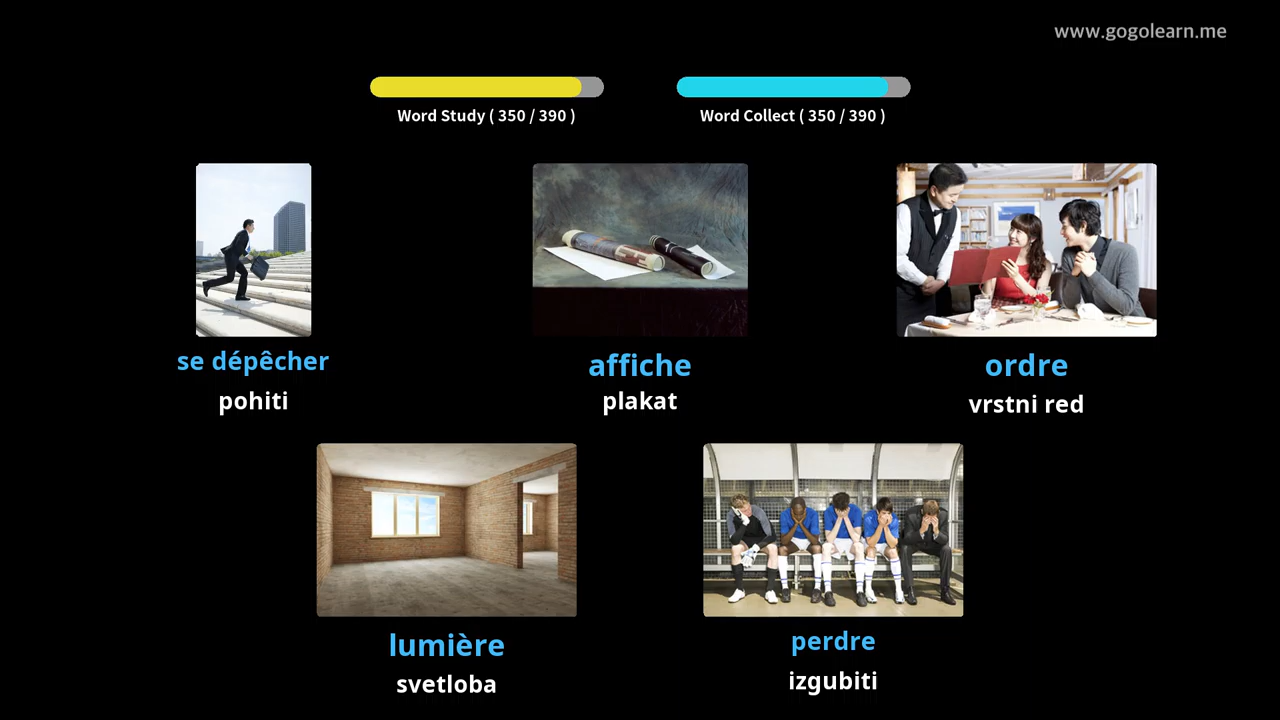 www.gogolearn.me
Word Study ( 350 / 390 )
Word Collect ( 350 / 390 )
se dépêcher
pohiti
affiche
plakat
ordre
vrstni red
lumière
svetloba
perdre
izgubiti